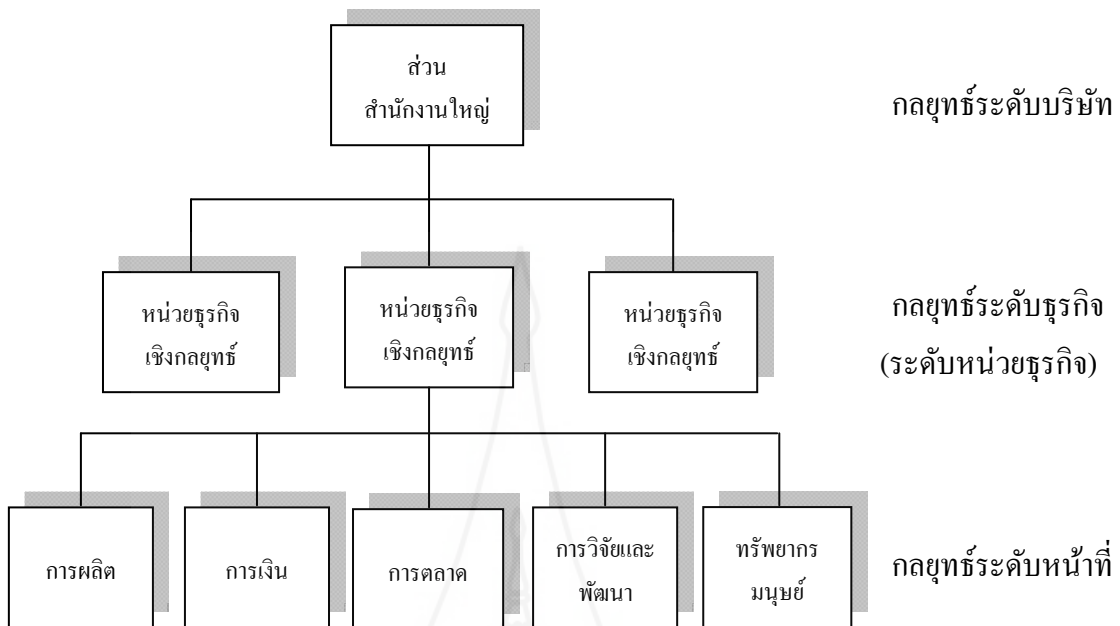 ส่วน
สำนักงานใหญ่
กลยุทธ์ระดับบริษัท
หน่วยธุรกิจ
เชิงกลยุทธ์
หน่วยธุรกิจ
เชิงกลยุทธ์
หน่วยธุรกิจ
เชิงกลยุทธ์
กลยุทธ์ระดับธุรกิจ
(ระดับหน่วยธุรกิจ)
การผลิต
การเงิน
การตลาด
การวิจัยและ
พัฒนา
ทรัพยากร
มนุษย์
กลยุทธ์ระดับหน้าที่